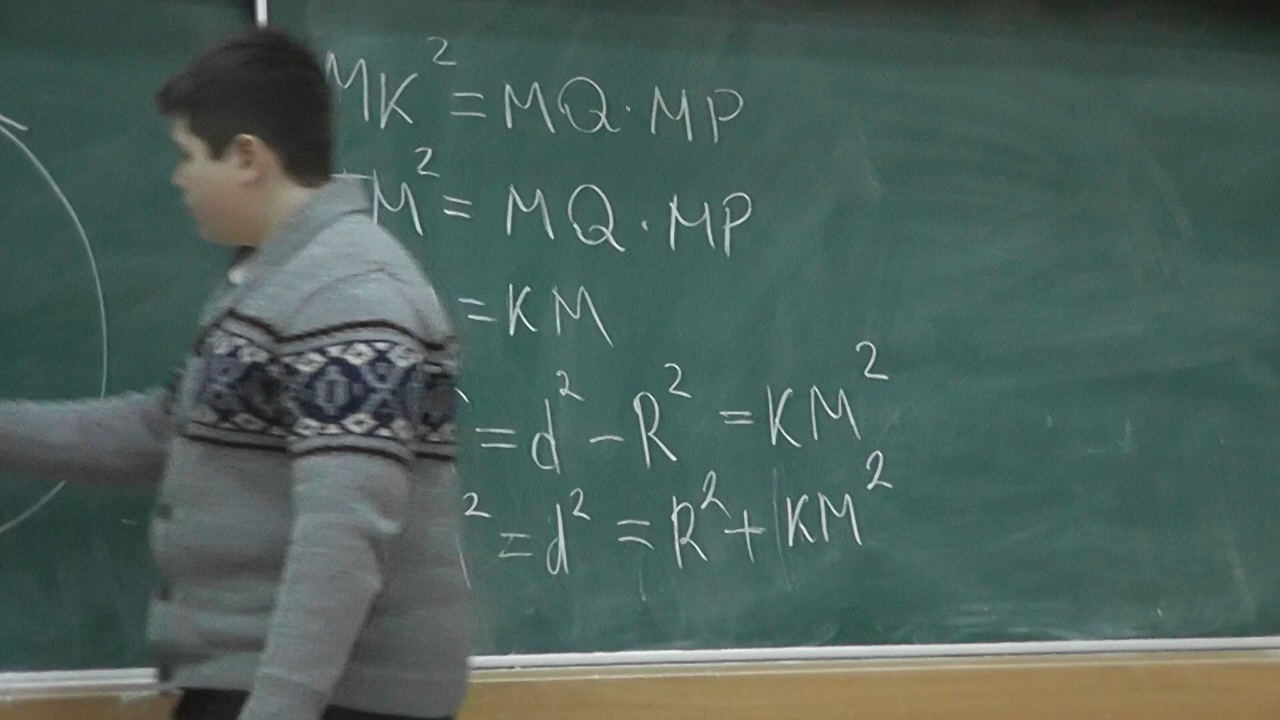 MK² = MQ · MP
M² = MQ · MP
= KM
= d² - R² = KM²
² = d² = R² + KM²